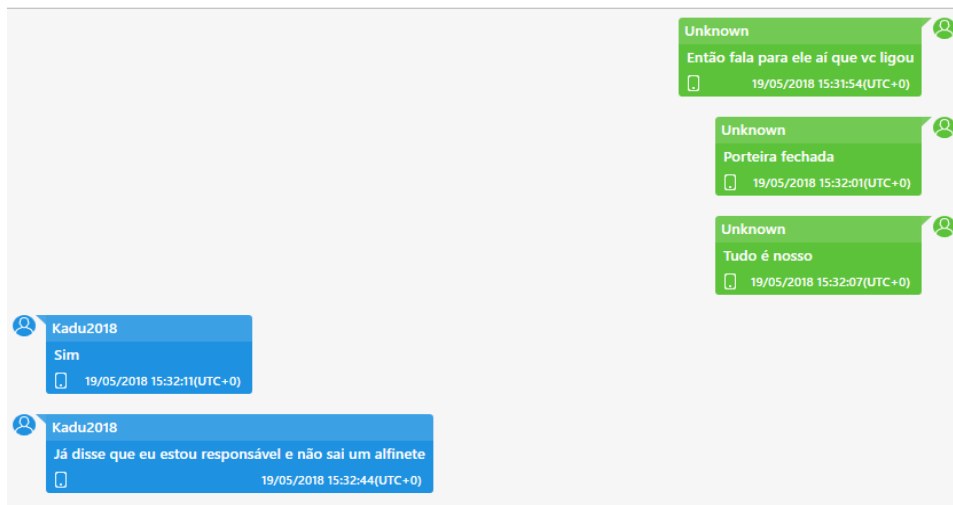 Unknown
Então fala para ele aí que vc ligou
19/05/2018 15:31:54(UTC+0)
Unknown
Porteira fechada
19/05/2018 15:32:01(UTC+0)
Unknown
Tudo é nosso
19/05/2018 15:32:07(UTC+0)
Kadu2018
Sim
19/05/2018 15:32:11(UTC+0)
Kadu2018
Já disse que eu estou responsável e não sai um alfinete
19/05/2018 15:32:44(UTC+0)